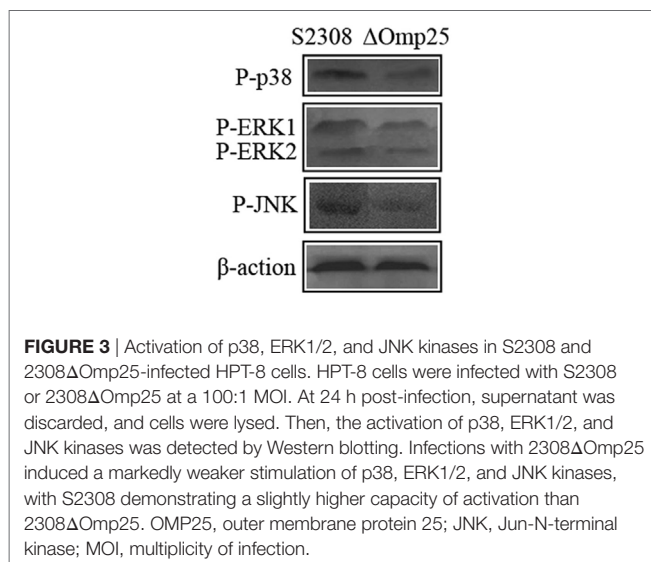 S2308 ΔOmp25
P-p38
P-ERK1
P-ERK2
P-JNK
β-action
FIGURE 3 | Activation of p38, ERK1/2, and JNK kinases in S2308 and
2308ΔOmp25-infected HPT-8 cells. HPT-8 cells were infected with S2308
or 2308ΔOmp25 at a 100:1 MOI. At 24 h post-infection, supernatant was
discarded, and cells were lysed. Then, the activation of p38, ERK1/2, and
JNK kinases was detected by Western blotting. Infections with 2308ΔOmp25
induced a markedly weaker stimulation of p38, ERK1/2, and JNK kinases,
with S2308 demonstrating a slightly higher capacity of activation than
2308ΔOmp25. OMP25, outer membrane protein 25; JNK, Jun-N-terminal
kinase; MOI, multiplicity of infection.